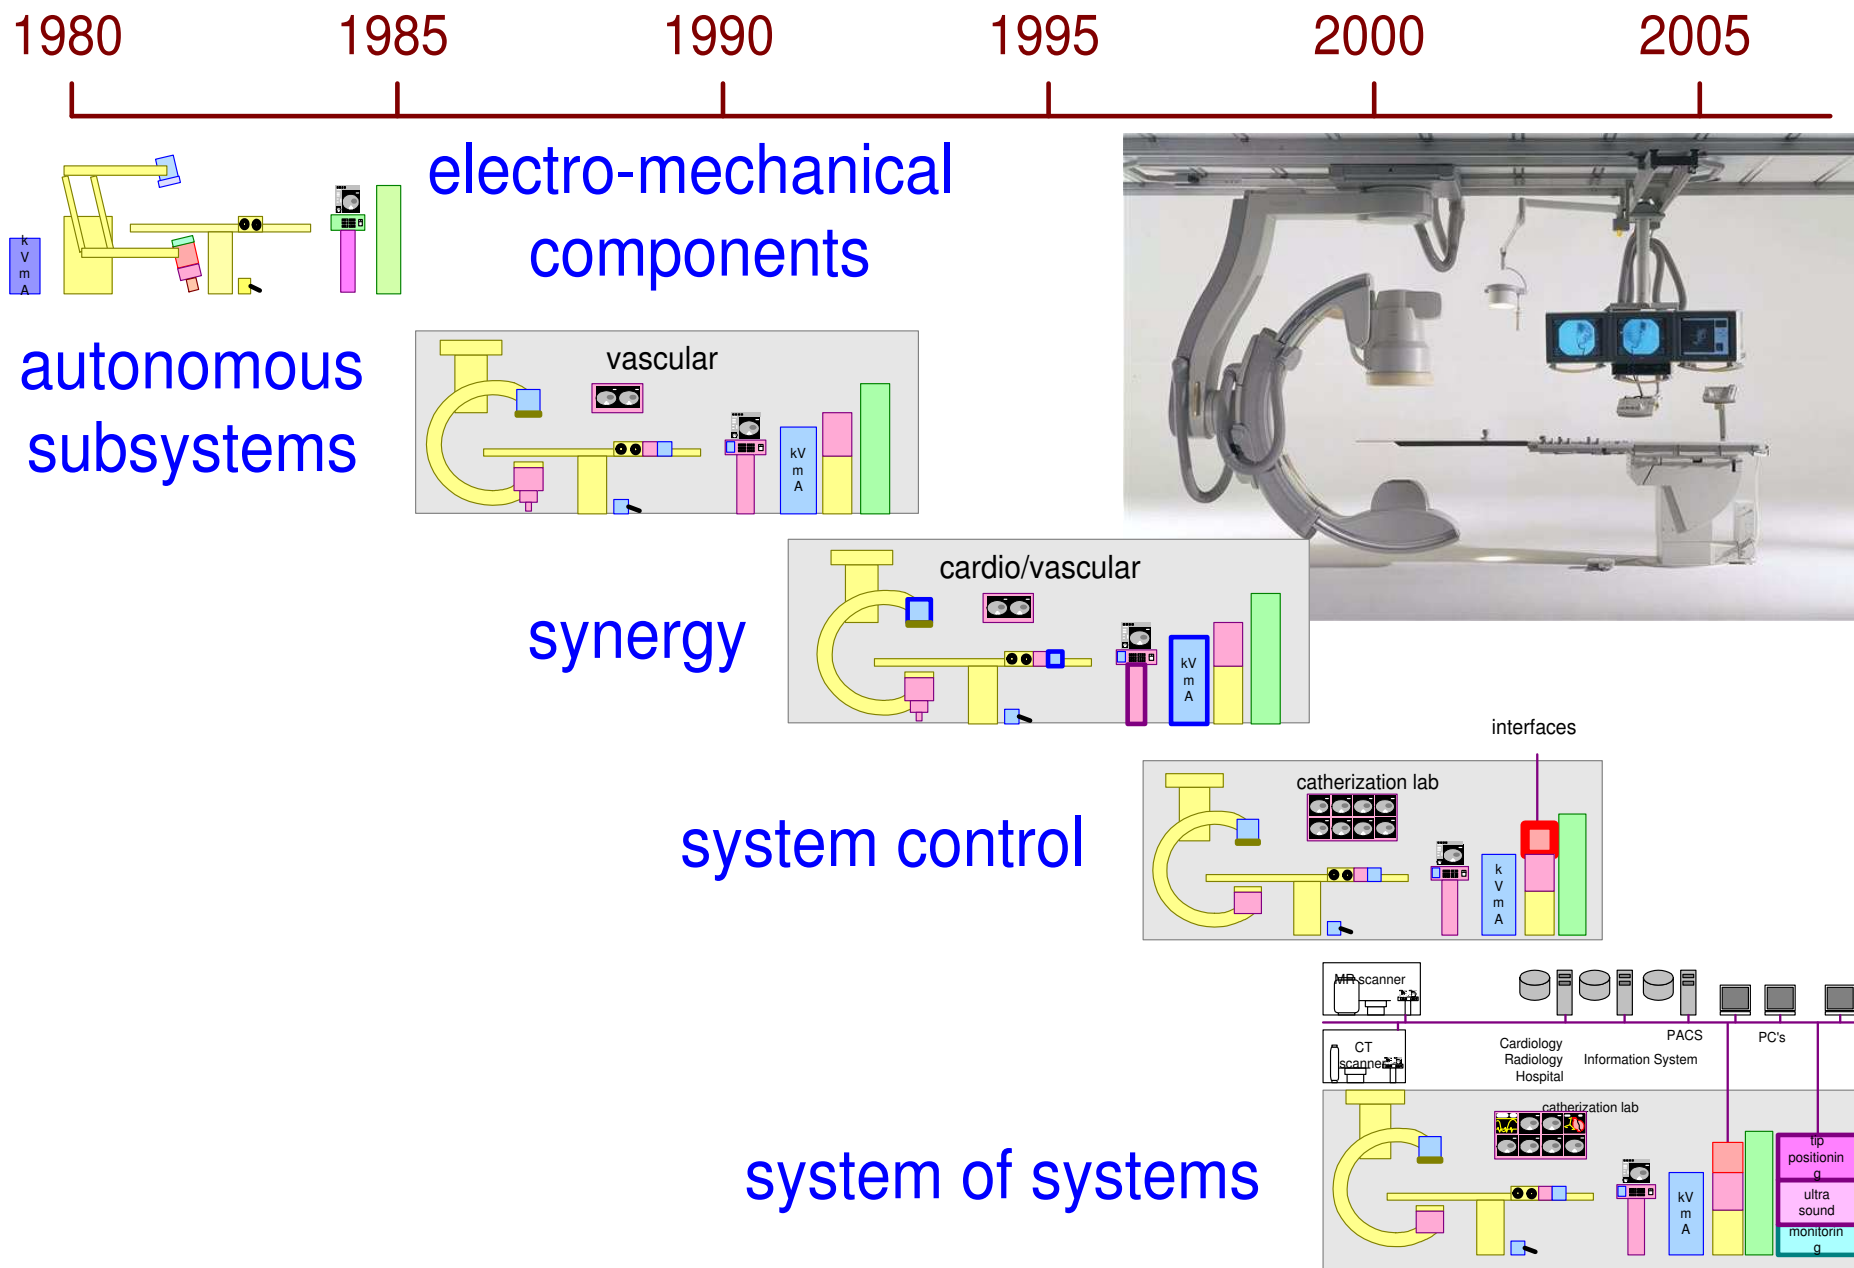 1980 1985 1990 1995 2000 2005
electro-mechanical
components
k
V
m
A
autonomous
subsystems
vascular
kV
m
A
synergy
cardio/vascular
kV
m
A
interfaces
system control
catherization lab
k
V
m
A
MR scanner
CT
scanner
PACS
PC's
Cardiology
Radiology
Hospital
Information System
system of systems
catherization lab
kV
m
A
tip
positionin
g
ultra
sound
monitorin
g